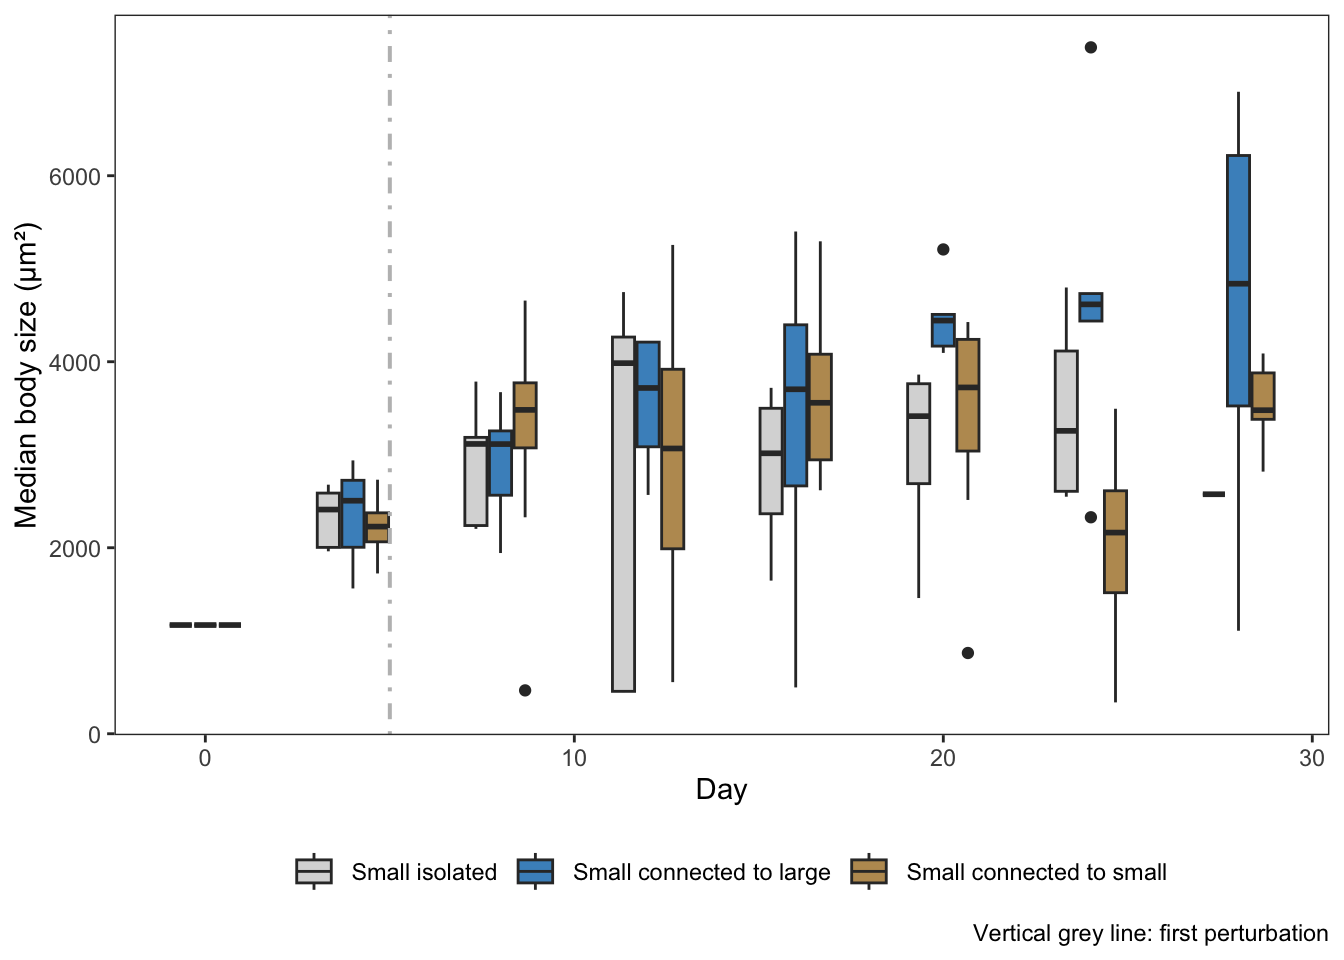 Median body size (µm²)
6000
4000
2000
0
0
10
20
30
Day
Small isolated
Small connected to large
Small connected to small
Vertical grey line: first perturbation